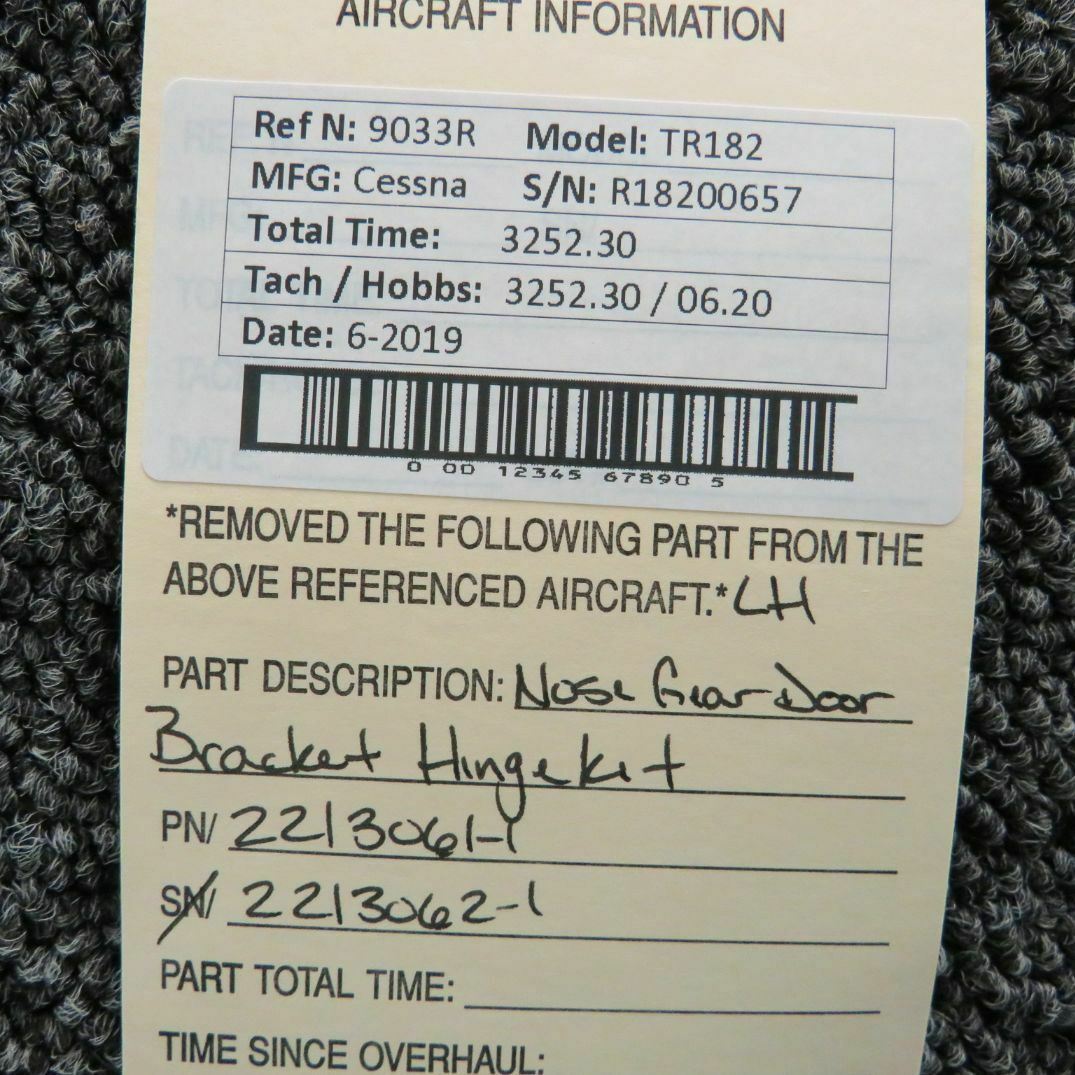 AIRCRAFT INFORMATION
Ref N: 9033R Model: TR182
MFG: Cessna S/N: R18200657
Total Time: 3252.30
Tach / Hobbs: 3252.30 / 06.20
Date: 6-2019
0 00 12345 67890 5
*REMOVED THE FOLLOWING PART FROM THE
ABOVE REFERENCED AIRCRAFT.* LH
PART DESCRIPTION: Nose Gear Door
Bracket Hinge kit
PN/ 2213061-1
SN/ 2213062-1
PART TOTAL TIME:
TIME SINCE OVERHAUL: